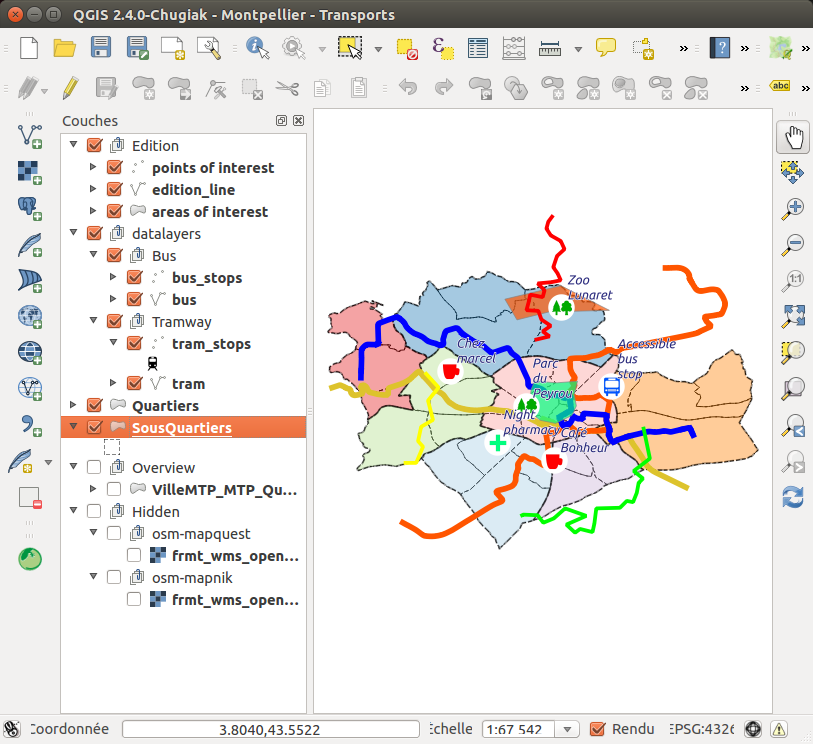 QGIS 2.4.0-Chugiak - Montpellier - Transports
ε
»
?
»
»
»
abc
»
Couches
Edition
points of interest
edition_line
areas of interest
datalayers
Bus
bus_stops
bus
Tramway
tram_stops
tram
Quartiers
SousQuartiers
Overview
VilleMTP_MTP_Qu...
Hidden
osm-mapquest
frmt_wms_open...
osm-mapnik
frmt_wms_open...
Zoo
Lunaret
Chez
marcel
Accessible
bus
stop
Parc
du
Peyrou
Night
pharmacy
Café
Bonheur
1:1
Coordonnée
3.8040,43.5522
Echelle
1:67 542
Rendu
EPSG:4326